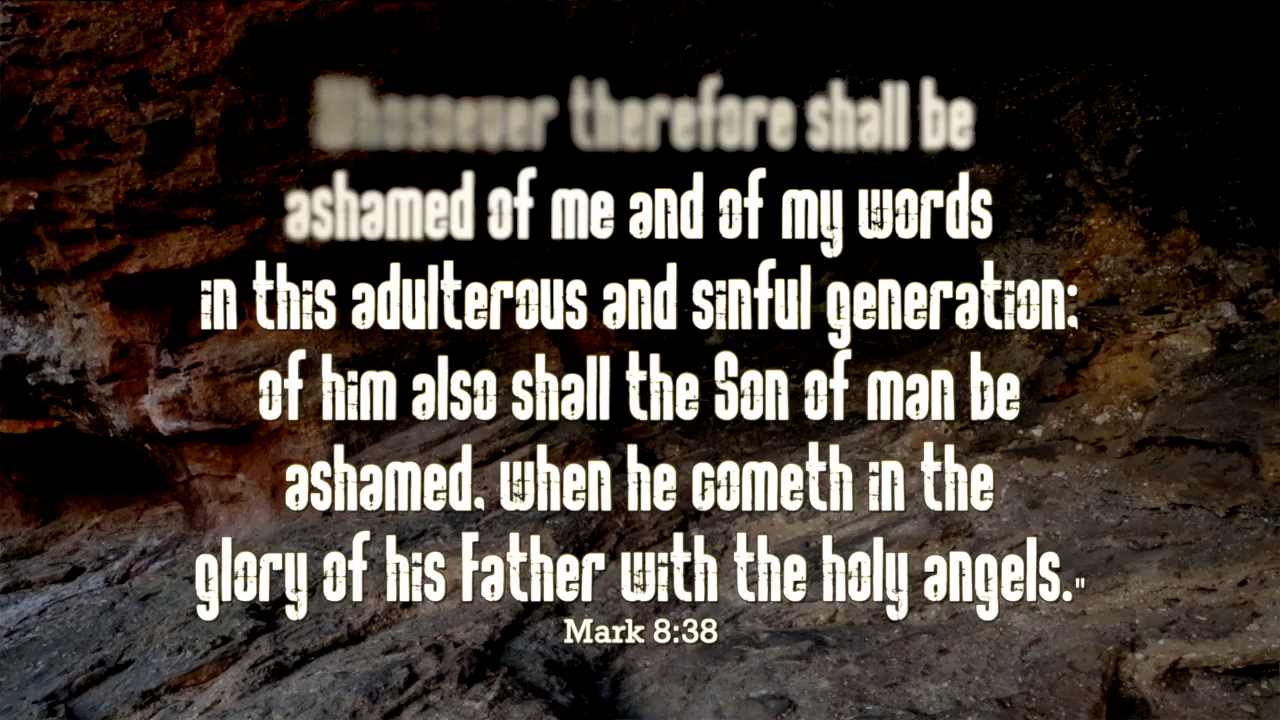 Whosoever therefore shall be
ashamed of me and of my words
in this adulterous and sinful generation;
of him also shall the Son of man be
ashamed, when he cometh in the
glory of his Father with the holy angels."
Mark 8:38